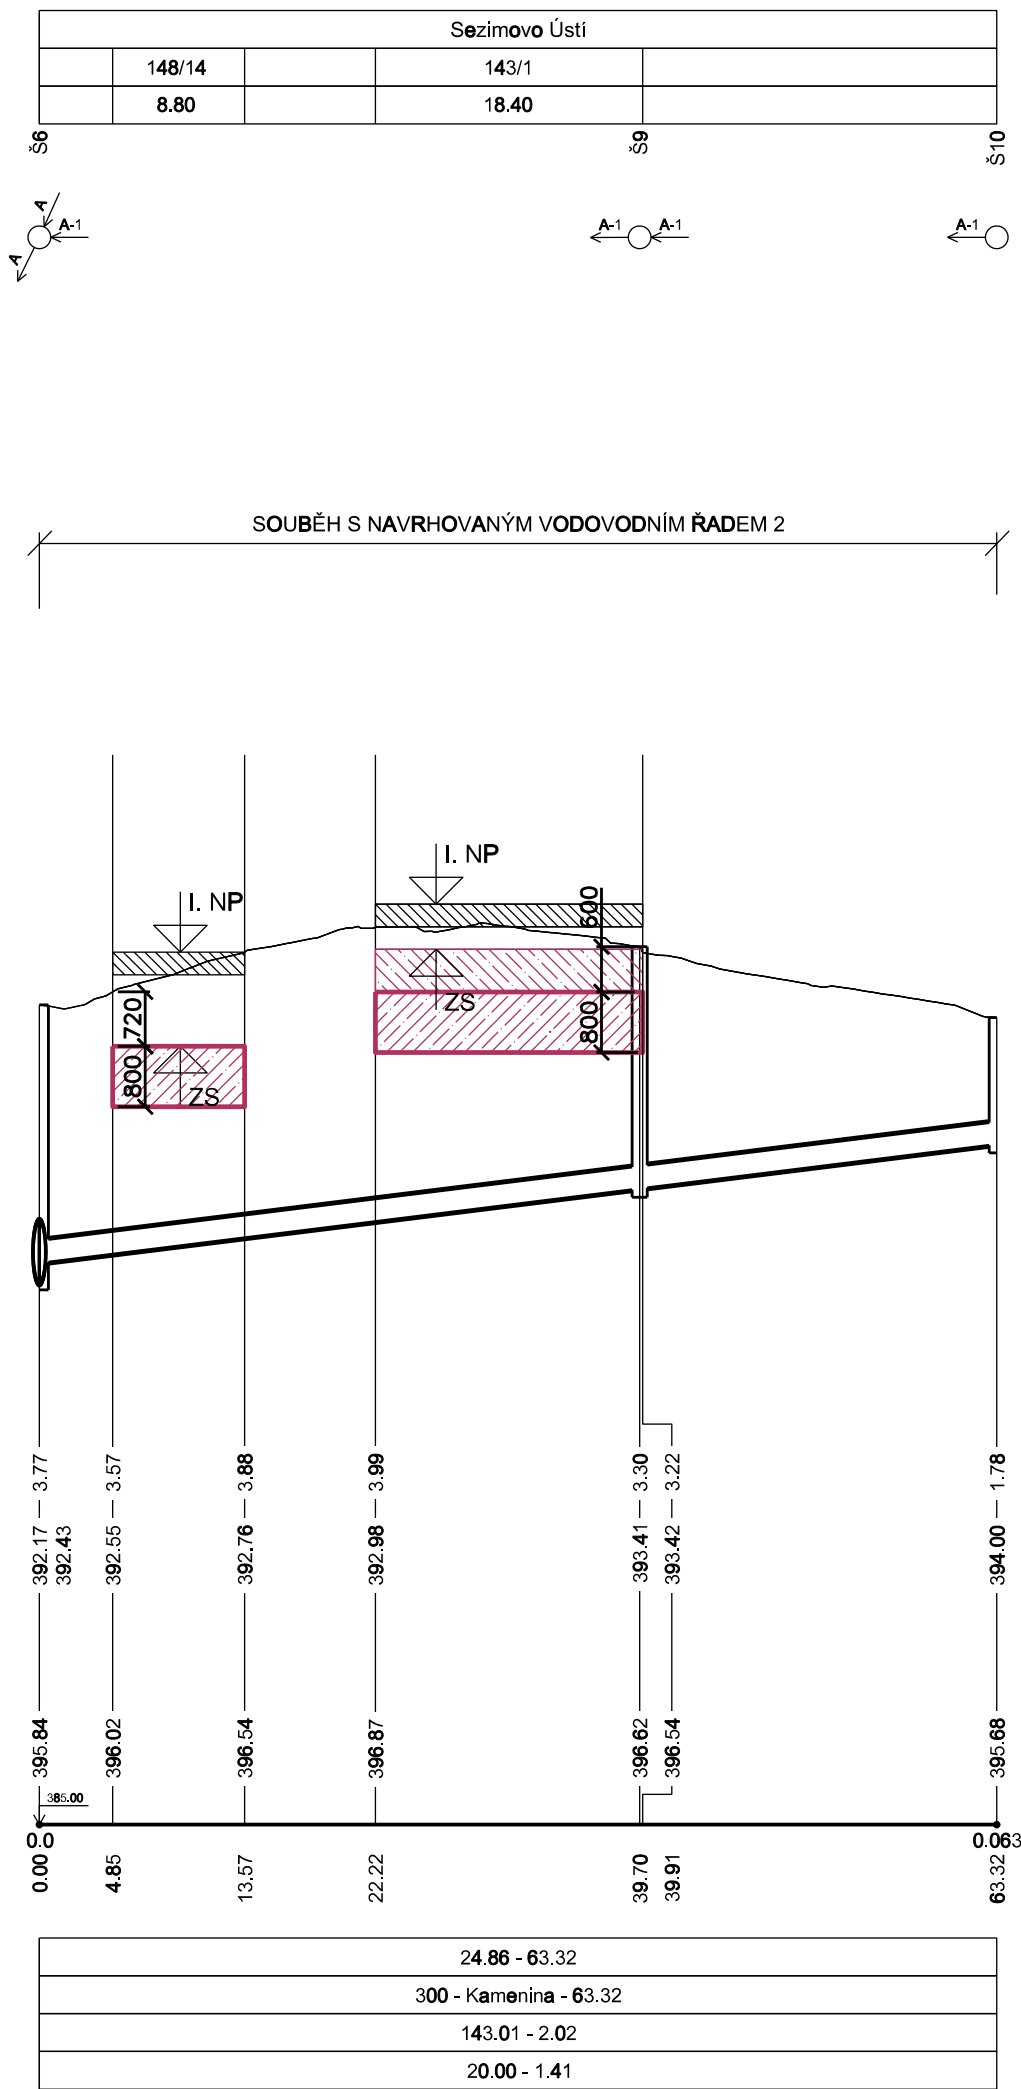 Sezimovo Ústí
148/14 143/1
8.80 18.40
Š6 Š9 Š10
A A-1 A-1 A-1 A-1
A
SOUBĚH S NAVRHOVANÝM VODOVODNÍM ŘADEM 2
I. NP
I. NP
600
720
ZS
800
800
ZS
3.77 3.57 3.88 3.99 3.30 3.22 1.78
392.17 392.55 392.76 392.98 393.41 393.42 394.00
392.43
395.84 396.02 396.54 396.87 396.62 396.54 395.68
385.00
0.0 0.063
0.00 4.85 13.57 22.22 39.70 39.91 63.32
24.86 - 63.32
300 - Kamenina - 63.32
143.01 - 2.02
20.00 - 1.41